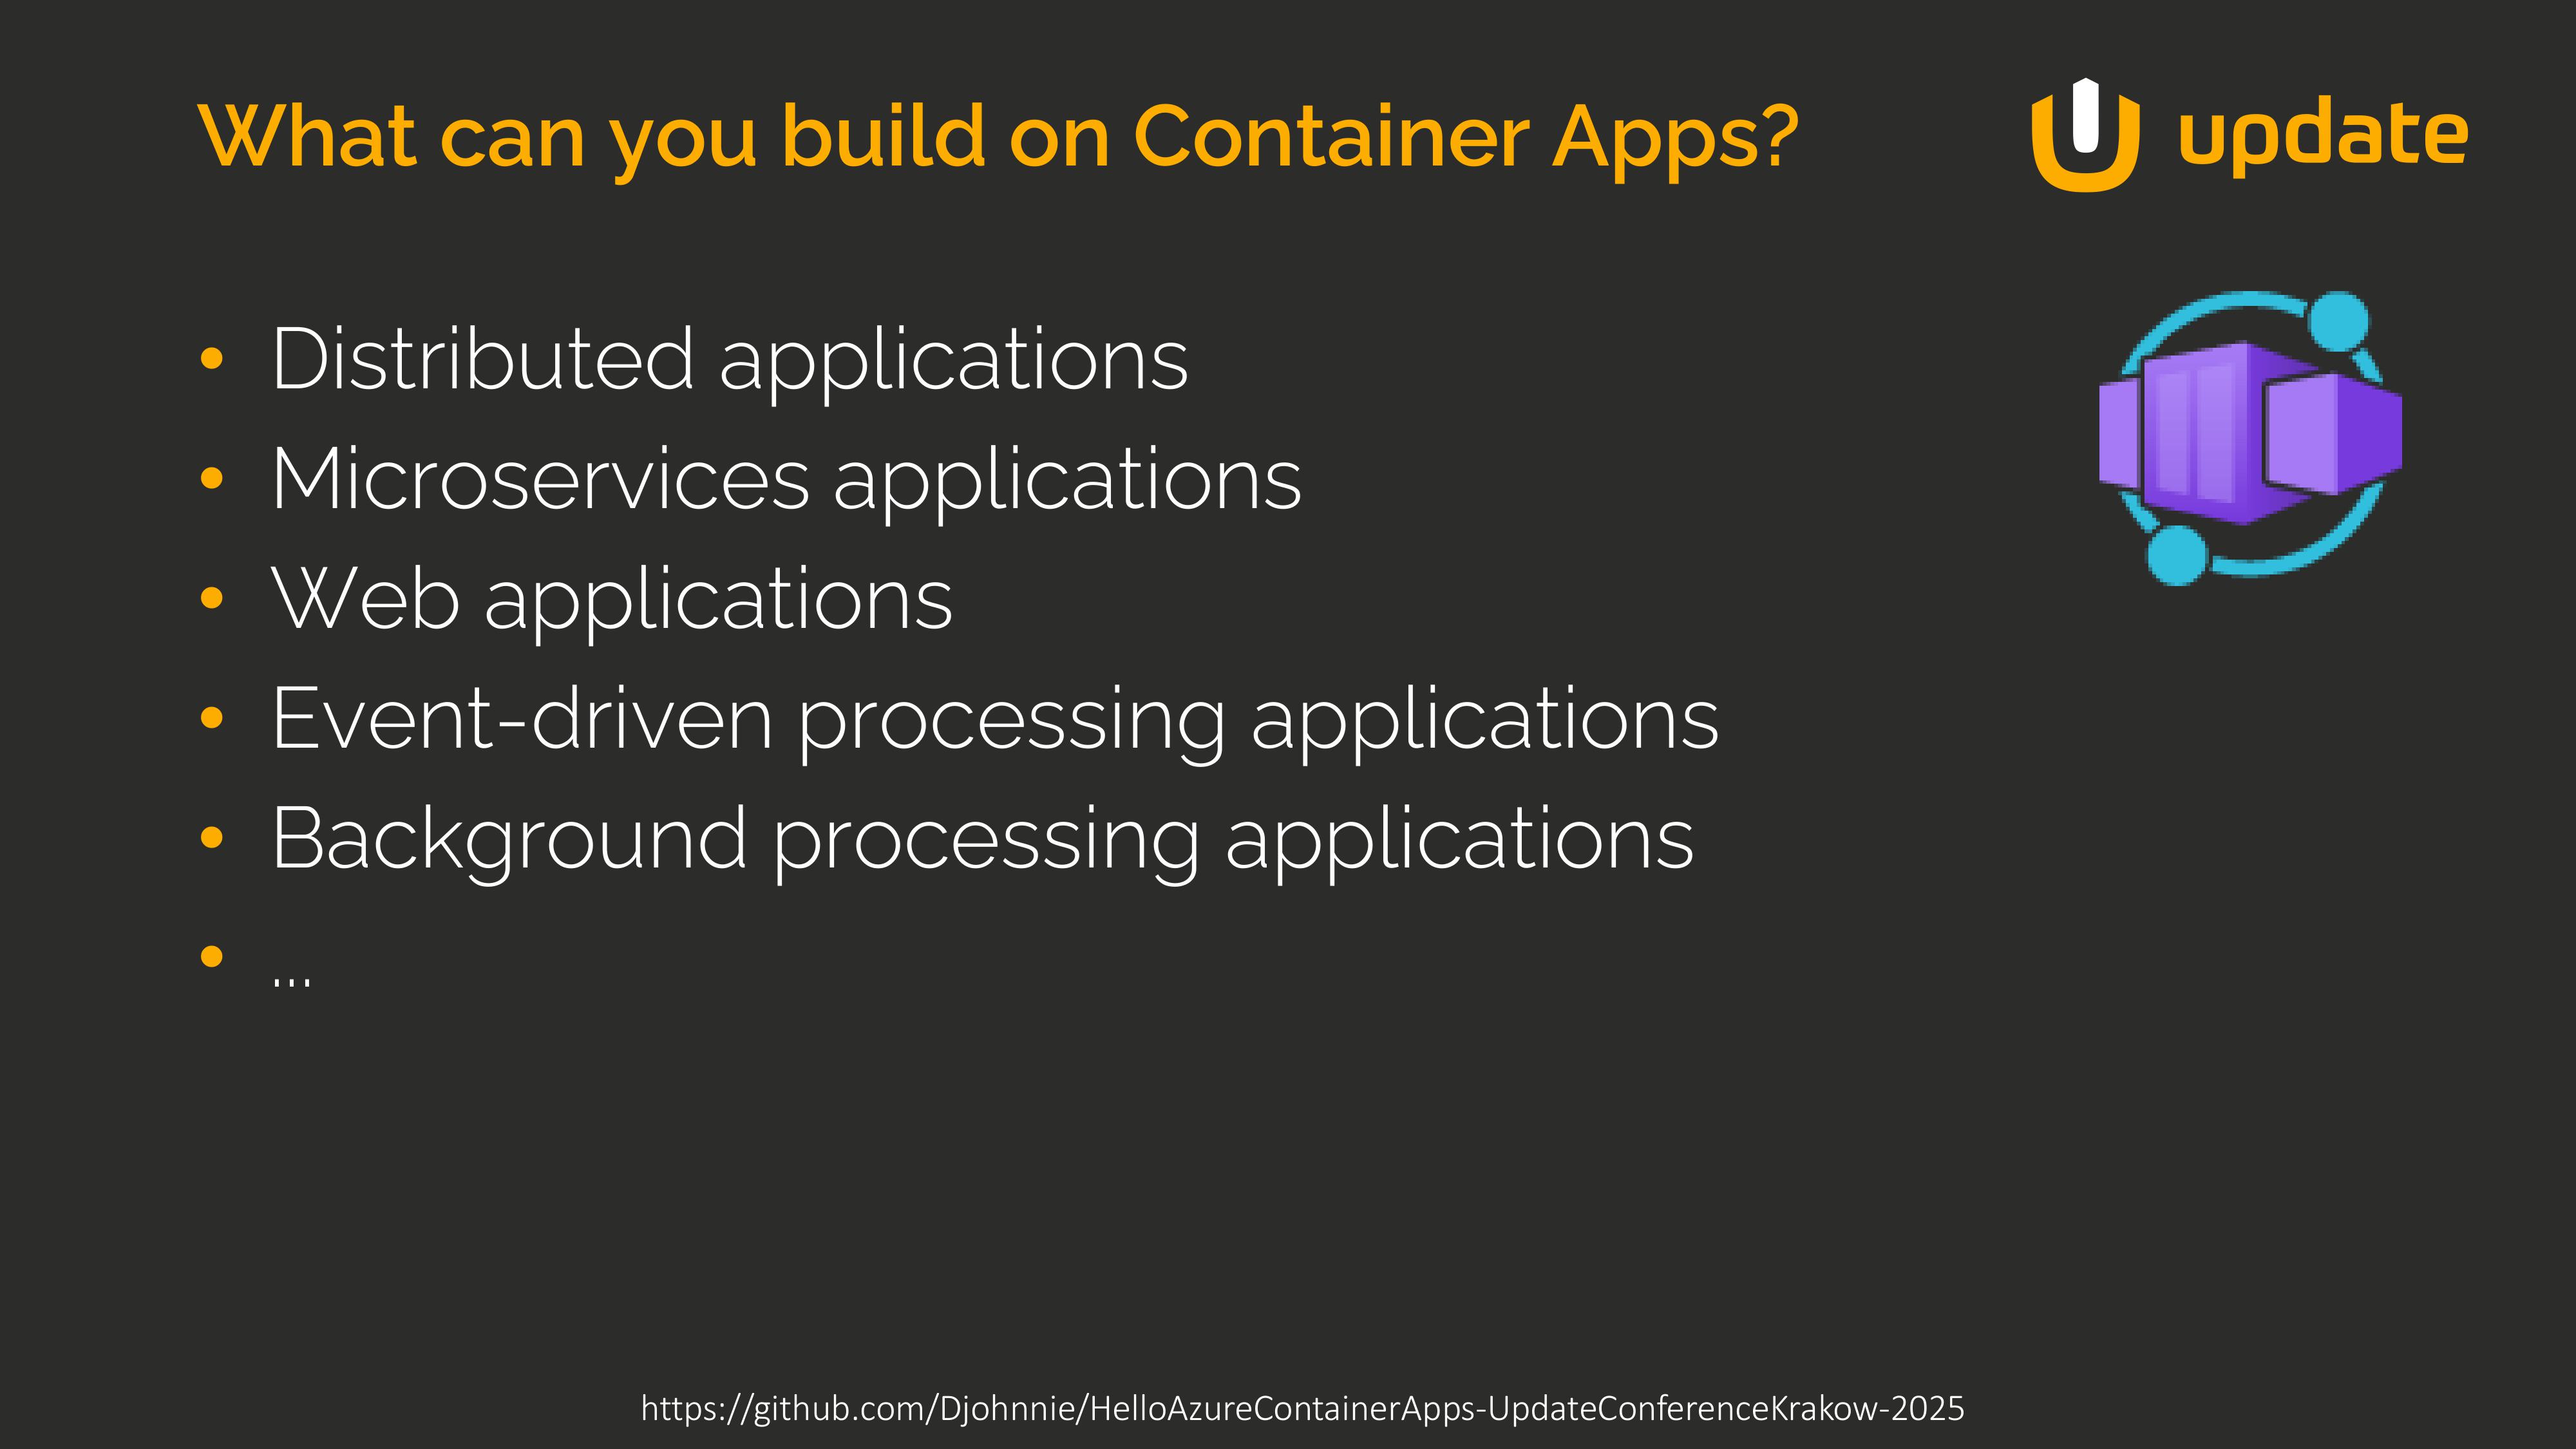 What can you build on Container Apps?
update
• Distributed applications
• Microservices applications
• Web applications
• Event-driven processing applications
• Background processing applications
• ...
https://github.com/Djohnnie/HelloAzureContainerApps-UpdateConferenceKrakow-2025